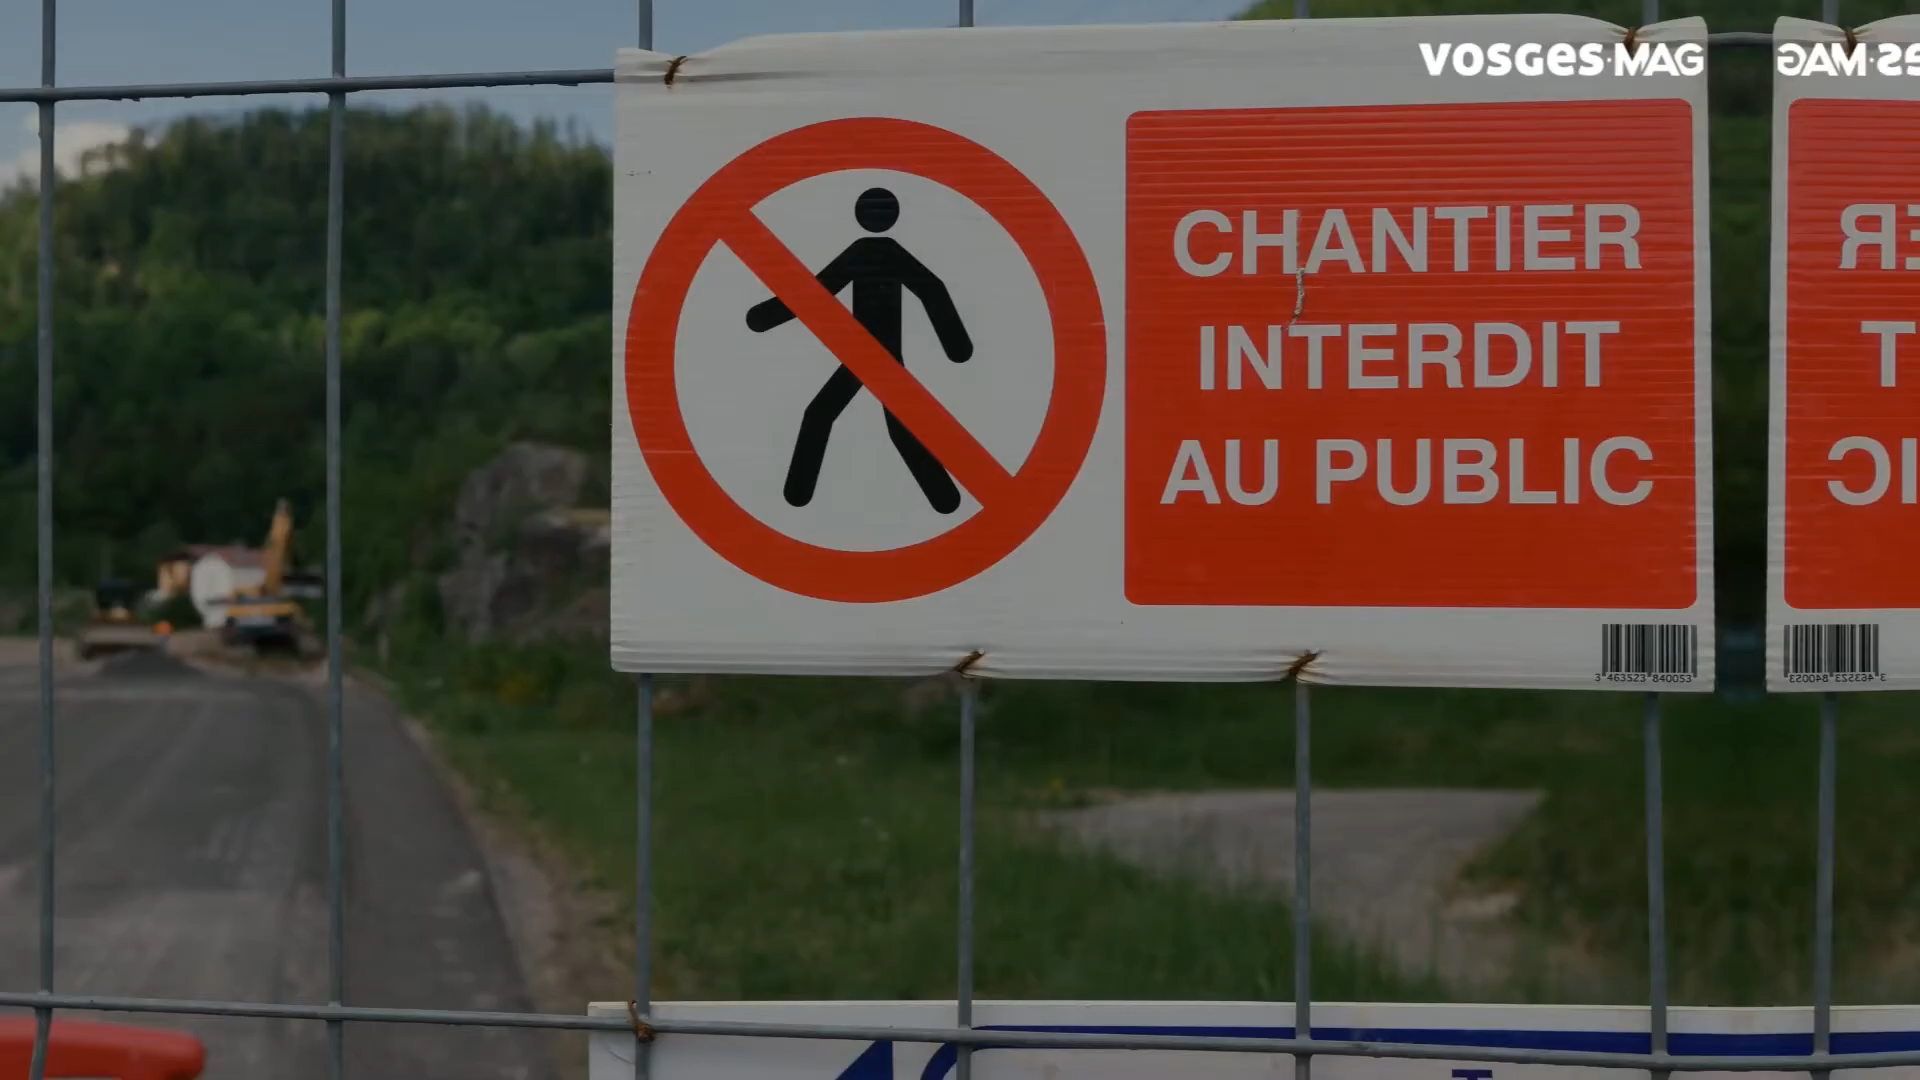 VOSGES·MAG
CHANTIER
INTERDIT
AU PUBLIC
3 463523 840053